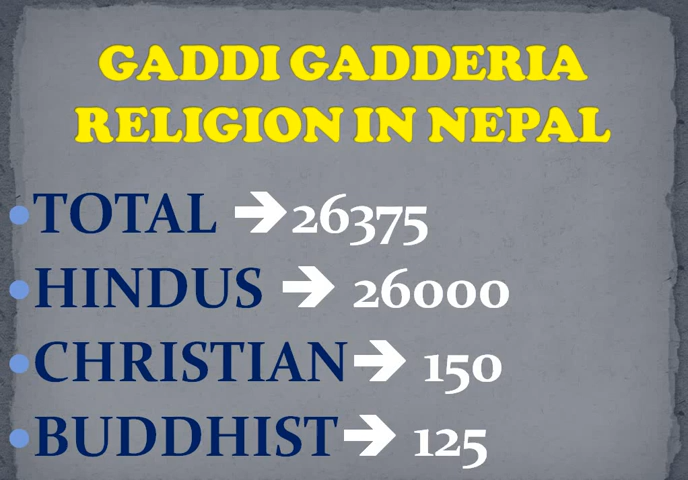 GADDI GADDERIA
RELIGION IN NEPAL
•TOTAL ➔26375
•HINDUS ➔ 26000
•CHRISTIAN➔ 150
•BUDDHIST➔ 125